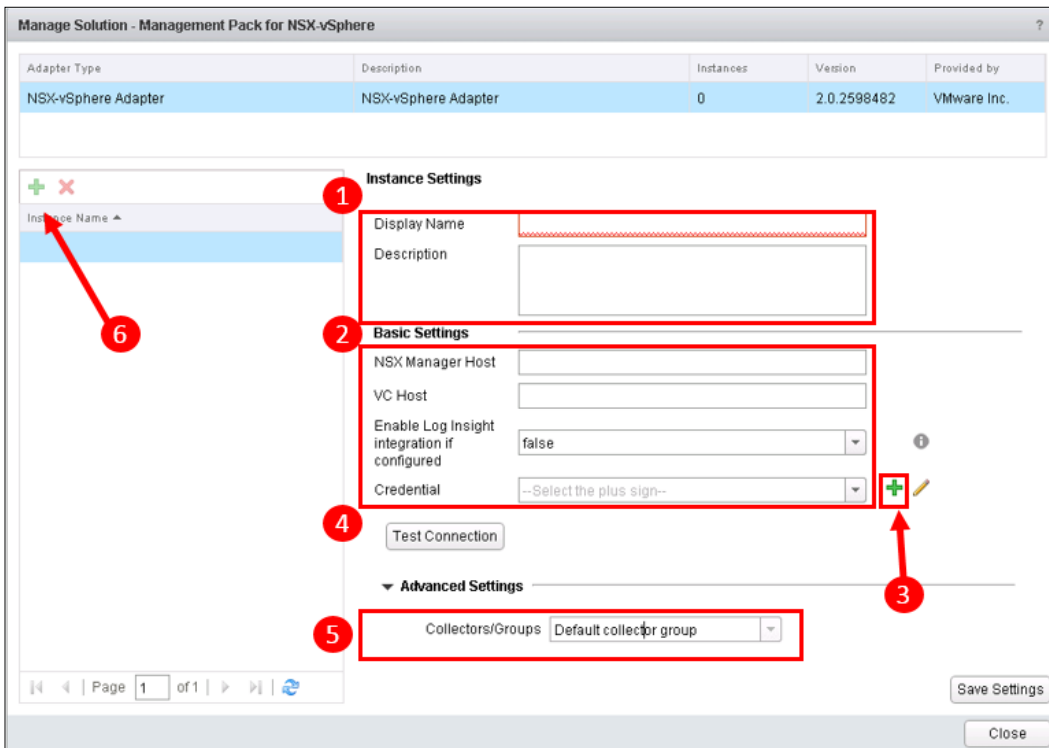 Manage Solution - Management Pack for NSX-vSphere ?
Adapter Type Description Instances Version Provided by
NSX-vSphere Adapter NSX-vSphere Adapter 0 2.0.2598482 VMware Inc.
Instance Settings
1
Instance Name
Display Name
Description
6
2
Basic Settings
NSX Manager Host
VC Host
Enable Log Insight
integration if
configured
false
Credential --Select the plus sign--
4
Test Connection
3
Advanced Settings
5
Collectors/Groups Default collector group
Page 1 of 1
Save Settings
Close